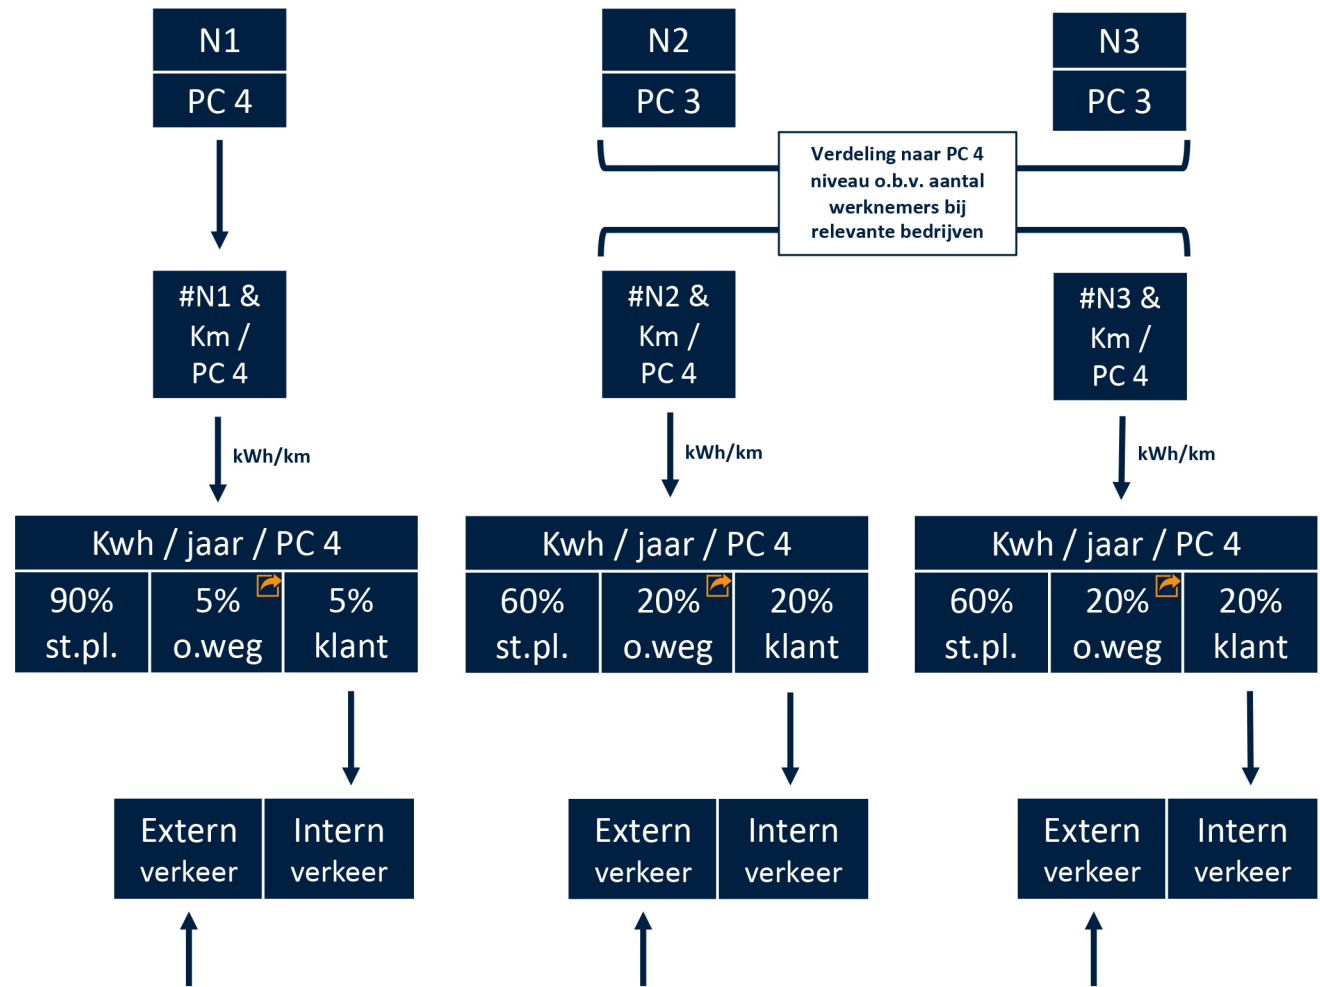 N1
PC 4
N2
PC 3
N3
PC 3
Verdeling naar PC 4
niveau o.b.v. aantal
werknemers bij
relevante bedrijven
#N1 &
Km /
PC 4
#N2 &
Km /
PC 4
#N3 &
Km /
PC 4
kWh/km
kWh/km
kWh/km
Kwh / jaar / PC 4
90%
st.pl.
5%
o.weg
5%
klant
Kwh / jaar / PC 4
60%
st.pl.
20%
o.weg
20%
klant
Kwh / jaar / PC 4
60%
st.pl.
20%
o.weg
20%
klant
Extern
verkeer
Intern
verkeer
Extern
verkeer
Intern
verkeer
Extern
verkeer
Intern
verkeer